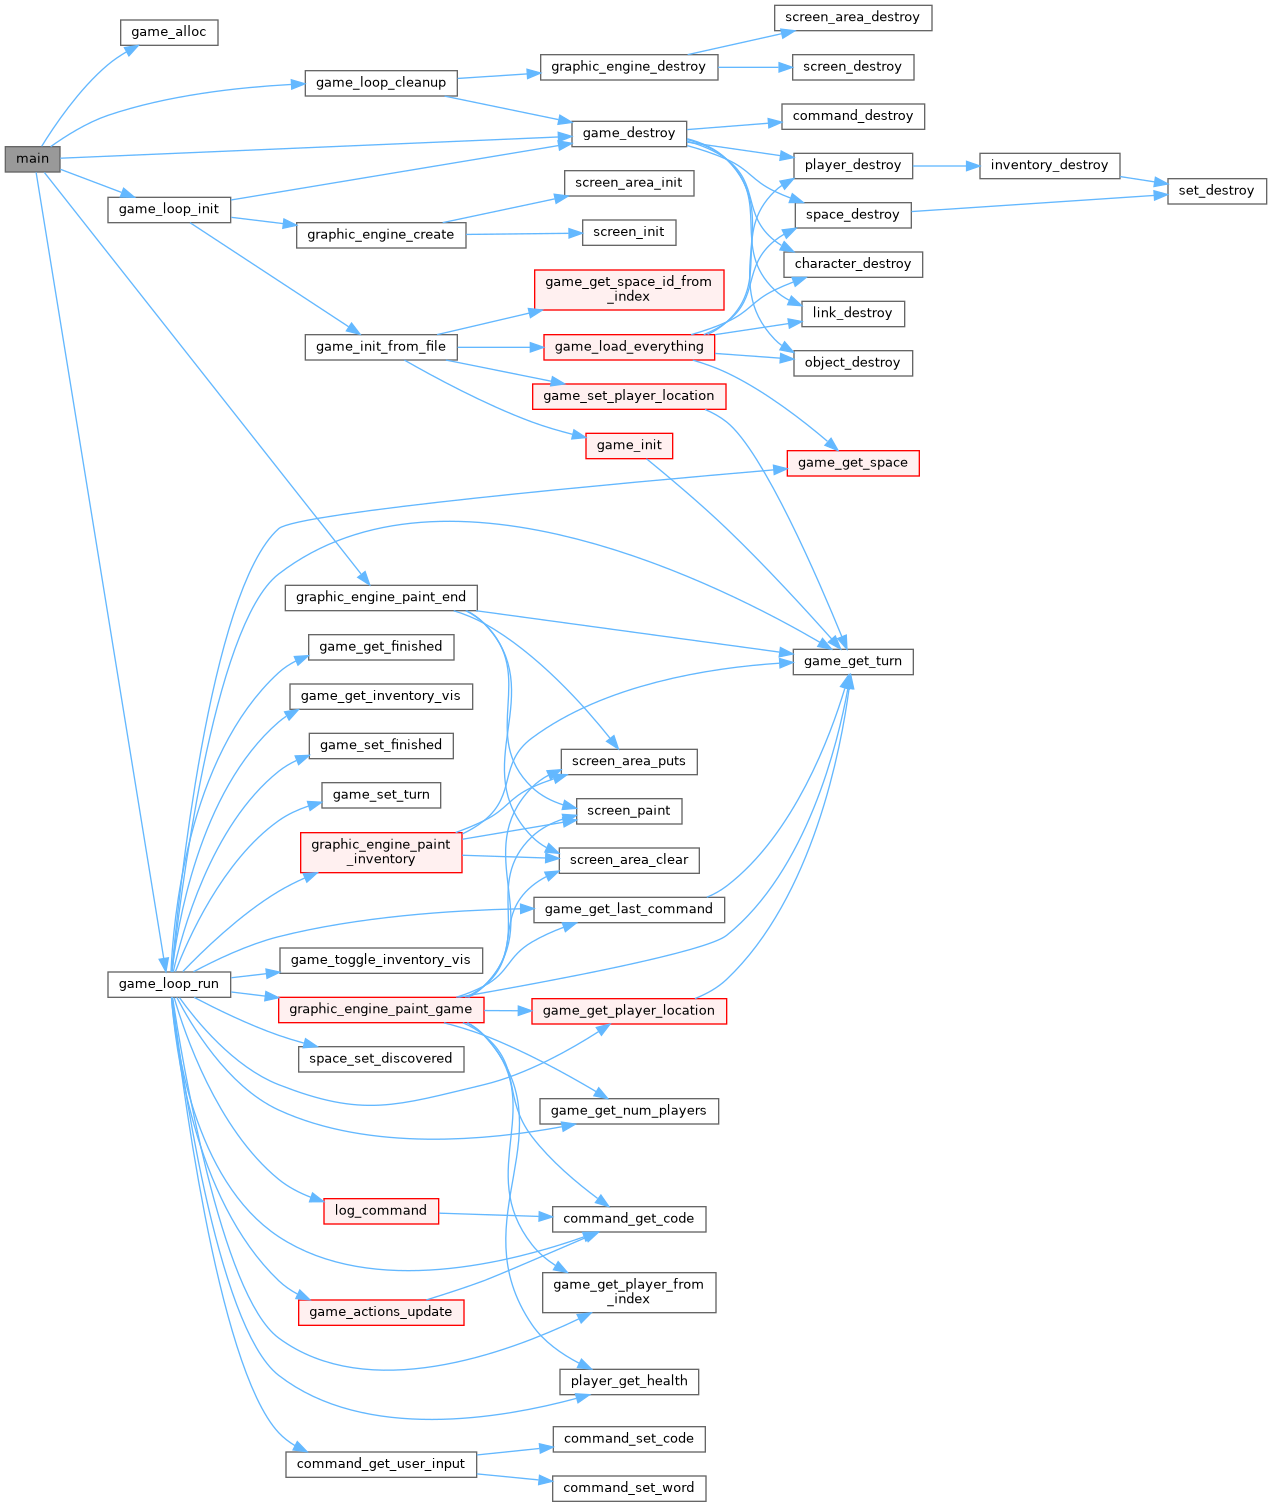 screen_area_destroy
game_alloc
graphic_engine_destroy
screen_destroy
game_loop_cleanup
command_destroy
game_destroy
main
player_destroy
inventory_destroy
screen_area_init
set_destroy
game_loop_init
space_destroy
graphic_engine_create
screen_init
character_destroy
game_get_space_id_from
_index
link_destroy
game_init_from_file
game_load_everything
object_destroy
game_set_player_location
game_init
game_get_space
graphic_engine_paint_end
game_get_finished
game_get_turn
game_get_inventory_vis
game_set_finished
screen_area_puts
game_set_turn
screen_paint
graphic_engine_paint
_inventory
screen_area_clear
game_get_last_command
game_toggle_inventory_vis
game_loop_run
graphic_engine_paint_game
game_get_player_location
space_set_discovered
game_get_num_players
log_command
command_get_code
game_get_player_from
_index
game_actions_update
player_get_health
command_set_code
command_get_user_input
command_set_word